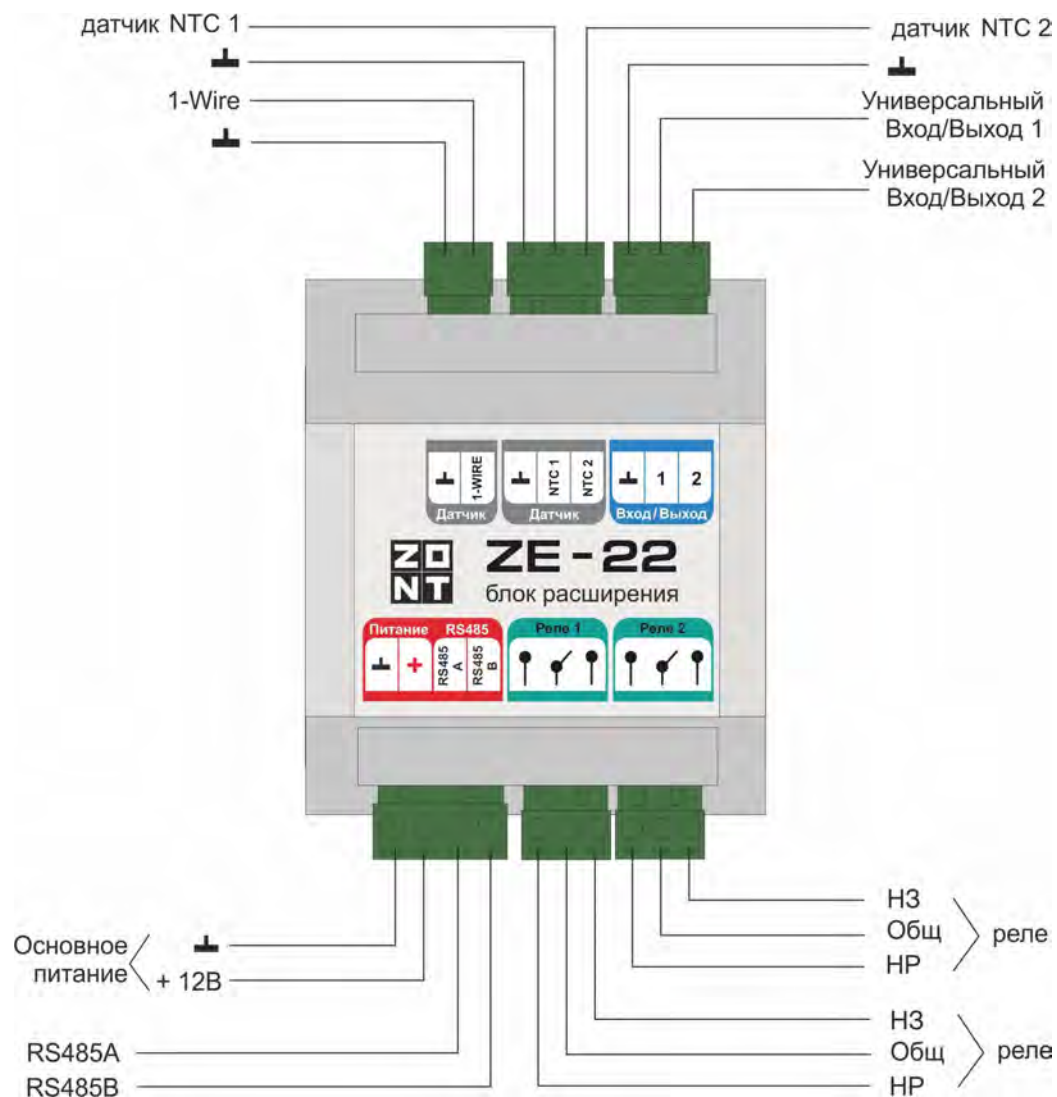 датчик NTC 1
1-Wire
датчик NTC 2
Универсальный
Вход/Выход 1
Универсальный
Вход/Выход 2
1-WIRE
NTC 1
NTC 2
1
2
Датчик
Датчик
Вход/Выход
ZONT
ZE-22
блок расширения
Питание
RS485
Реле 1
Реле 2
+
RS485
A
RS485
B
Основное
питание
+ 12В
RS485A
RS485B
НЗ
Общ
НР
реле
НЗ
Общ
НР
реле